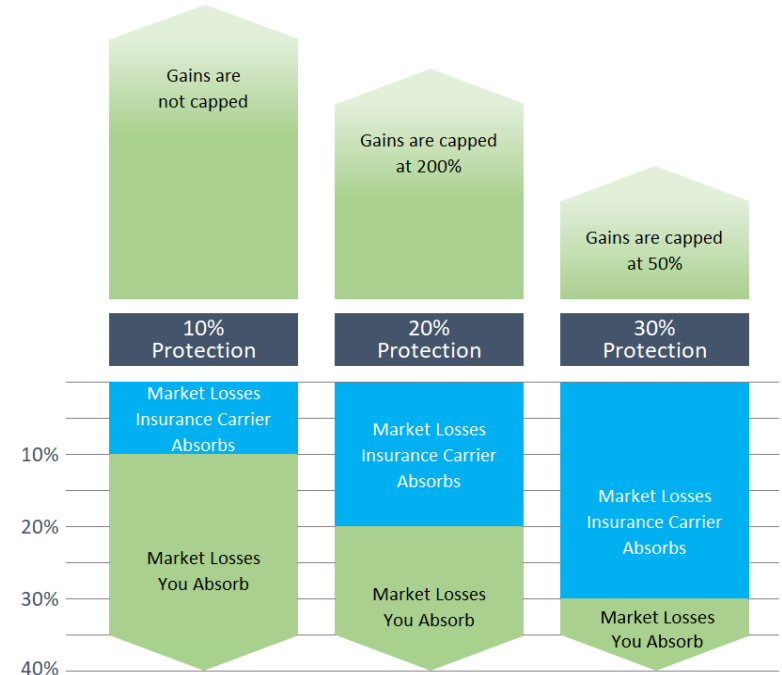 Gains are
not capped
Gains are capped
at 200%
Gains are capped
at 50%
10%
Protection
20%
Protection
30%
Protection
Market Losses
Insurance Carrier
Absorbs
Market Losses
Insurance Carrier
Absorbs
Market Losses
Insurance Carrier
Absorbs
10%
20%
30%
40%
Market Losses
You Absorb
Market Losses
You Absorb
Market Losses
You Absorb